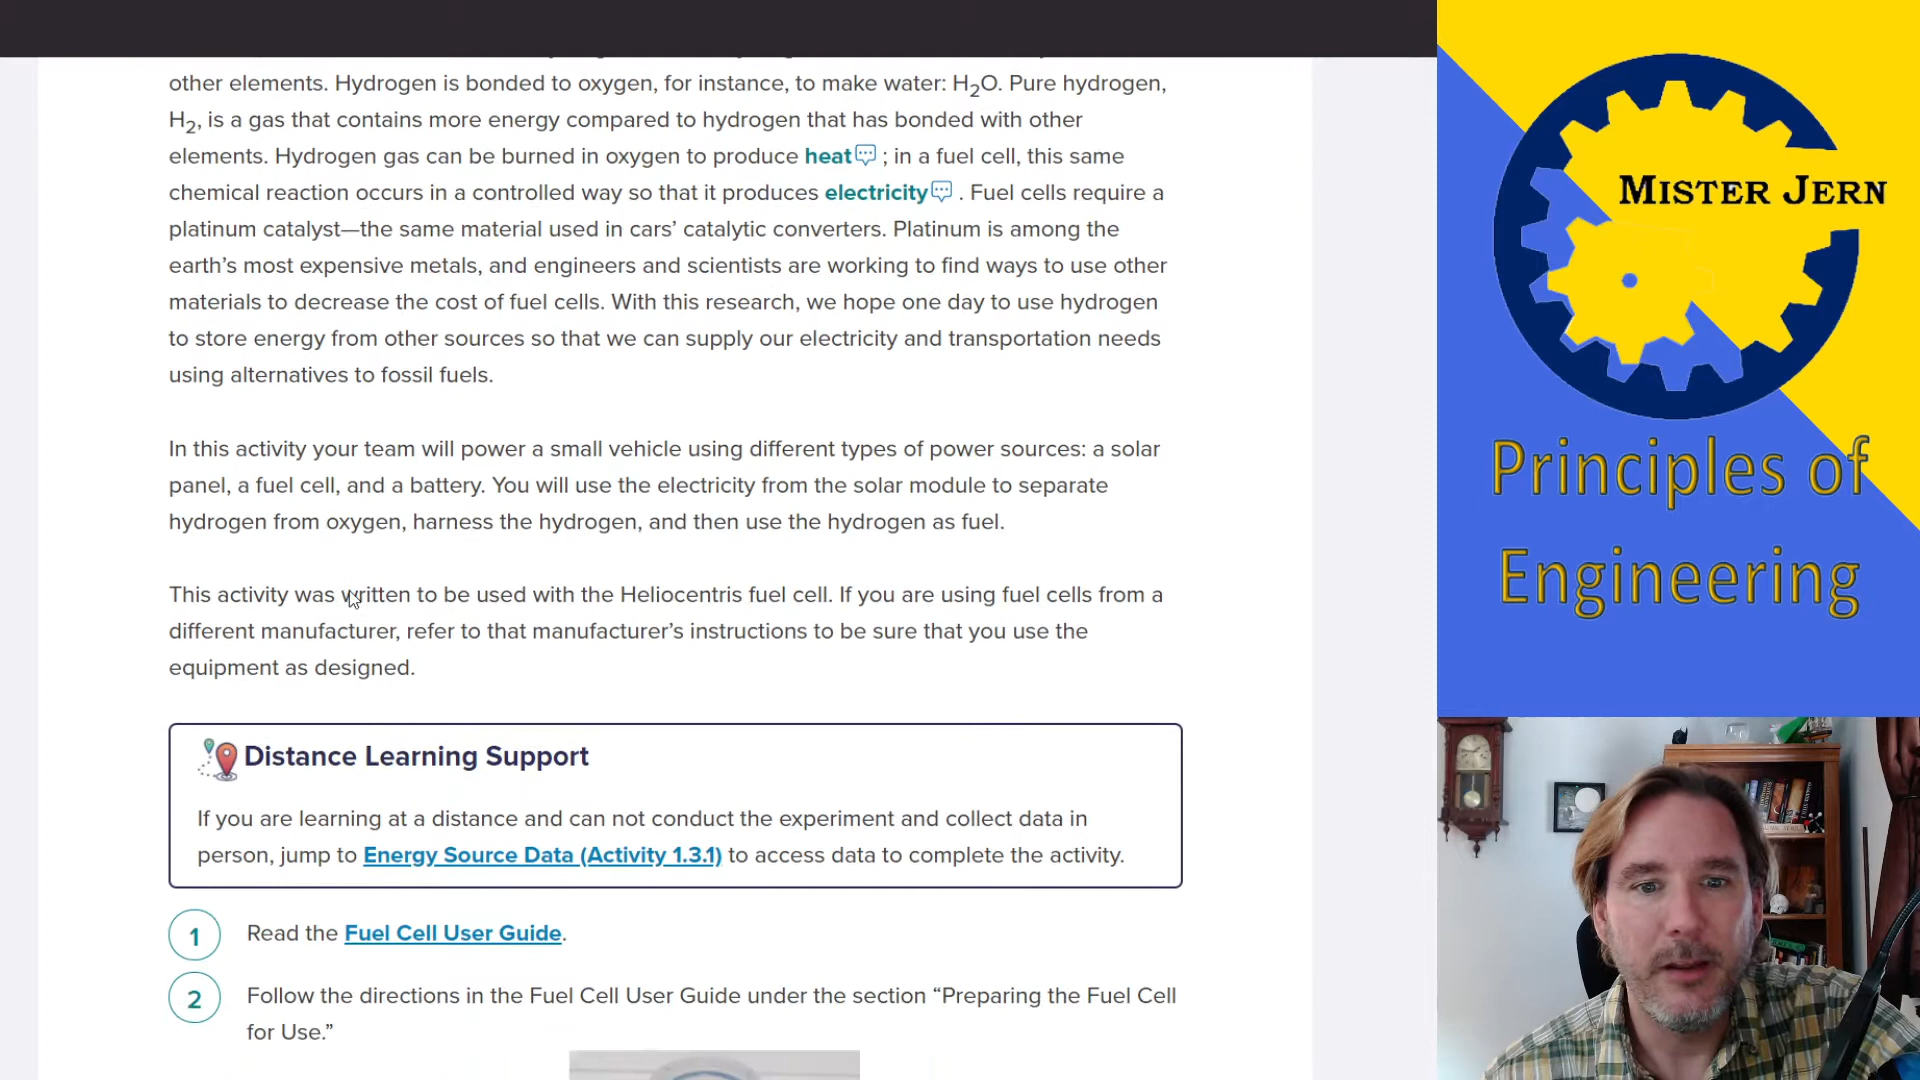 other elements. Hydrogen is bonded to oxygen, for instance, to make water: H₂O. Pure hydrogen,
H₂, is a gas that contains more energy compared to hydrogen that has bonded with other
elements. Hydrogen gas can be burned in oxygen to produce heat ; in a fuel cell, this same
chemical reaction occurs in a controlled way so that it produces electricity . Fuel cells require a
platinum catalyst—the same material used in cars’ catalytic converters. Platinum is among the
earth’s most expensive metals, and engineers and scientists are working to find ways to use other
materials to decrease the cost of fuel cells. With this research, we hope one day to use hydrogen
to store energy from other sources so that we can supply our electricity and transportation needs
using alternatives to fossil fuels.
In this activity your team will power a small vehicle using different types of power sources: a solar
panel, a fuel cell, and a battery. You will use the electricity from the solar module to separate
hydrogen from oxygen, harness the hydrogen, and then use the hydrogen as fuel.
This activity was written to be used with the Heliocentris fuel cell. If you are using fuel cells from a
different manufacturer, refer to that manufacturer’s instructions to be sure that you use the
equipment as designed.
Distance Learning Support
If you are learning at a distance and can not conduct the experiment and collect data in
person, jump to Energy Source Data (Activity 1.3.1) to access data to complete the activity.
1 Read the Fuel Cell User Guide.
2 Follow the directions in the Fuel Cell User Guide under the section “Preparing the Fuel Cell
for Use.”
MISTER JERN
Principles of
Engineering